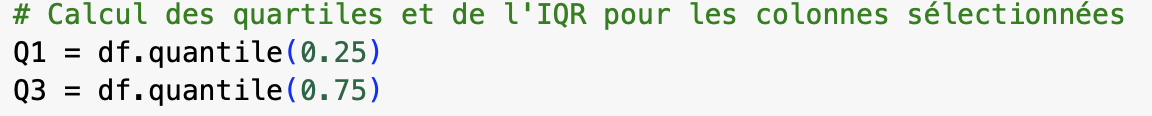 # Calcul des quartiles et de l'IQR pour les colonnes sélectionnées
Q1 = df.quantile(0.25)
Q3 = df.quantile(0.75)